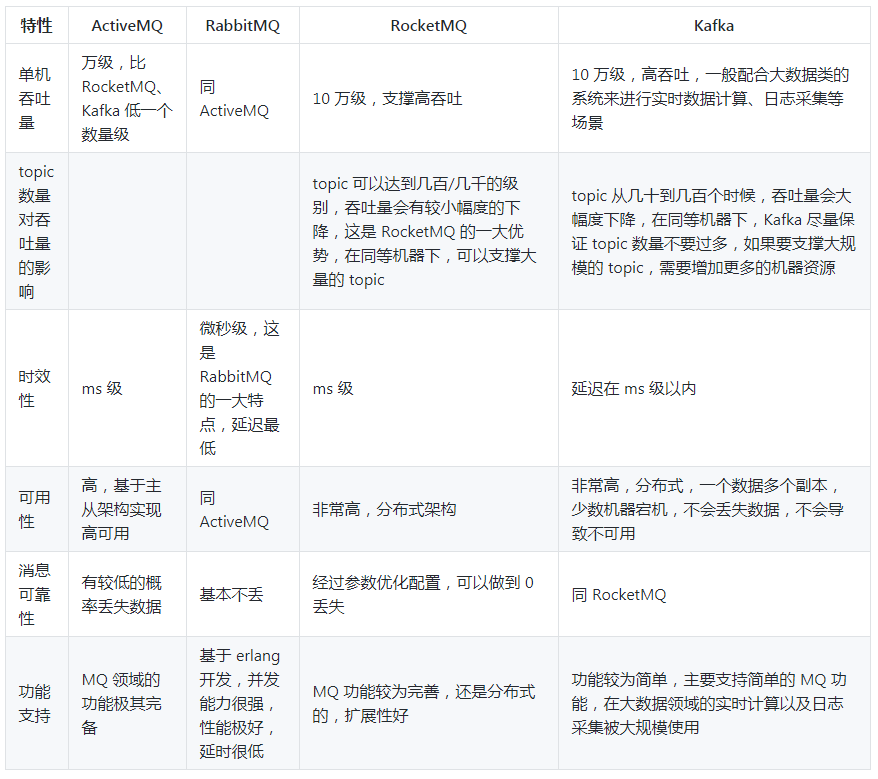 特性
ActiveMQ
RabbitMQ
RocketMQ
Kafka
单机
吞吐
量
万级，比
RocketMQ、
Kafka 低一个
数量级
同
ActiveMQ
10 万级，支撑高吞吐
10 万级，高吞吐，一般配合大数据类的
系统来进行实时数据计算、日志采集等
场景
topic
数量
对吞
吐量
的影
响
topic 可以达到几百/几千的级
别，吞吐量会有较小幅度的下
降，这是 RocketMQ 的一大优
势，在同等机器下，可以支撑大
量的 topic
topic 从几十到几百个时候，吞吐量会大
幅度下降，在同等机器下，Kafka 尽量保
证 topic 数量不要过多，如果要支撑大规
模的 topic，需要增加更多的机器资源
时效
性
ms 级
微秒级，这
是
RabbitMQ
的一大特
点，延迟最
低
ms 级
延迟在 ms 级以内
可用
性
高，基于主
从架构实现
高可用
同
ActiveMQ
非常高，分布式架构
非常高，分布式，一个数据多个副本，
少数机器宕机，不会丢失数据，不会导
致不可用
消息
可靠
性
有较低的概
率丢失数据
基本不丢
经过参数优化配置，可以做到 0
丢失
同 RocketMQ
功能
支持
MQ 领域的
功能极其完
备
基于 erlang
开发，并发
能力很强，
性能极好，
延时很低
MQ 功能较为完善，还是分布式
的，扩展性好
功能较为简单，主要支持简单的 MQ 功
能，在大数据领域的实时计算以及日志
采集被大规模使用